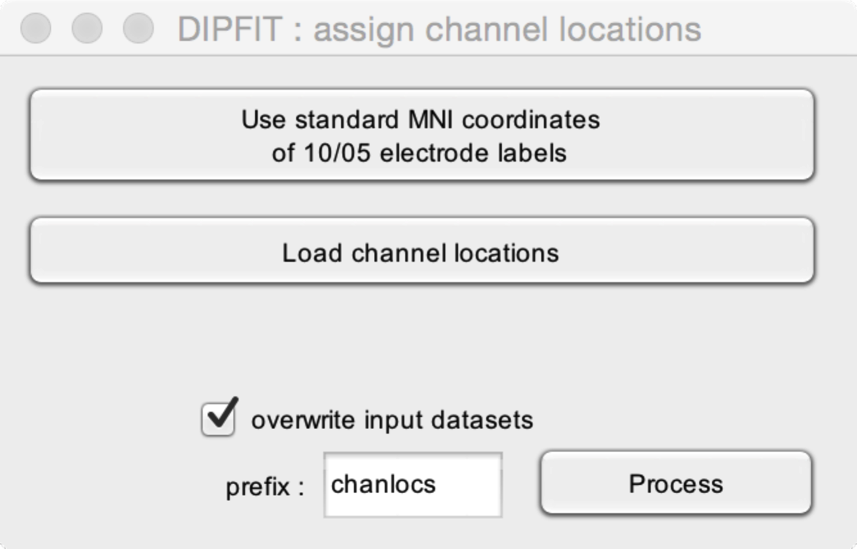 DIPFIT : assign channel locations
Use standard MNI coordinates
of 10/05 electrode labels
Load channel locations
overwrite input datasets
prefix : chanlocs Process